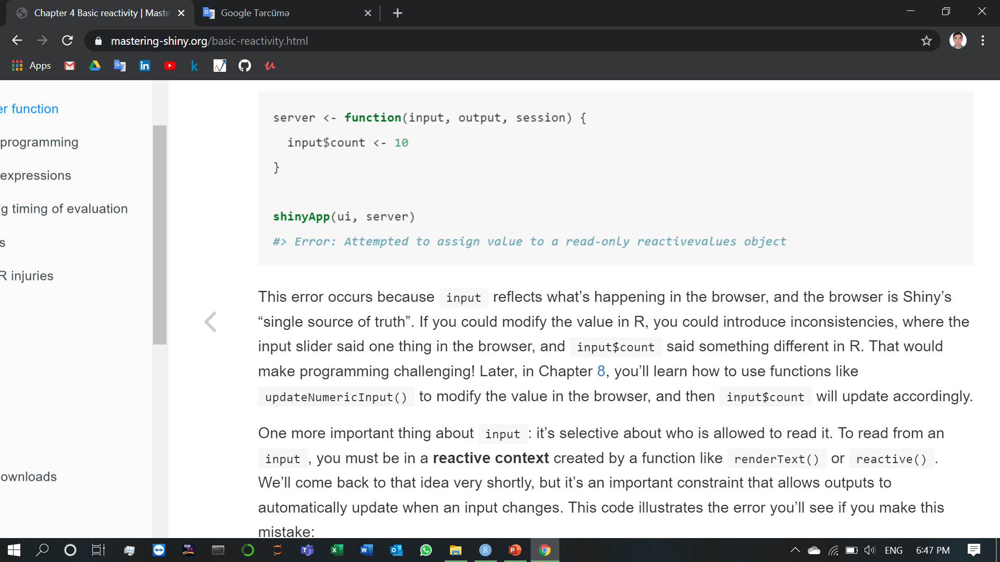 Chapter 4 Basic reactivity | Maste
Google Tərcümə
mastering-shiny.org/basic-reactivity.html
Apps
er function
programming
expressions
g timing of evaluation
s
R injuries
ownloads
server <- function(input, output, session) {
input$count <- 10
}
shinyApp(ui, server)
#> Error: Attempted to assign value to a read-only reactivevalues object
This error occurs because input reflects what’s happening in the browser, and the browser is Shiny’s
“single source of truth”. If you could modify the value in R, you could introduce inconsistencies, where the
input slider said one thing in the browser, and input$count said something different in R. That would
make programming challenging! Later, in Chapter 8, you’ll learn how to use functions like
updateNumericInput() to modify the value in the browser, and then input$count will update accordingly.
One more important thing about input : it’s selective about who is allowed to read it. To read from an
input , you must be in a reactive context created by a function like renderText() or reactive() .
We’ll come back to that idea very shortly, but it’s an important constraint that allows outputs to
automatically update when an input changes. This code illustrates the error you’ll see if you make this
mistake:
ENG
6:47 PM